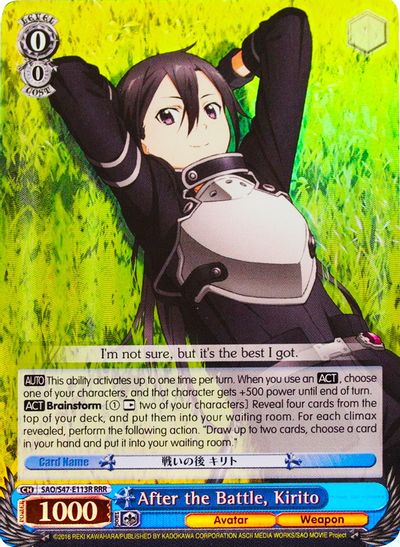 LEVEL
0
0
COST
I'm not sure, but it's the best I got.
AUTO This ability activates up to one time per turn. When you use an ACT, choose
one of your characters, and that character gets +500 power until end of turn.
ACT Brainstorm [① two of your characters] Reveal four cards from the
top of your deck, and put them into your waiting room. For each climax
revealed, perform the following action. "Draw up to two cards, choose a card
in your hand and put it into your waiting room."
Card Name 戦いの後 キリト
CH SAO/S47-E113R RRR After the Battle, Kirito
POWER 1000 Avatar Weapon
©2016 REKI KAWAHARA/PUBLISHED BY KADOKAWA CORPORATION ASCII MEDIA WORKS/SAO MOVIE Project